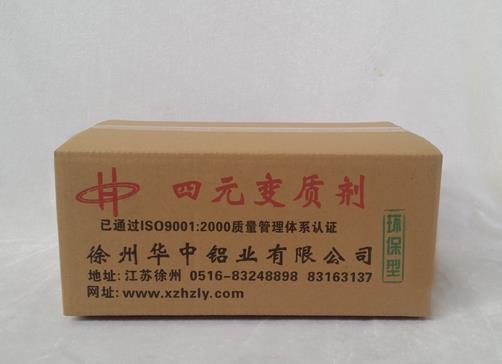 四元变质剂
已通过ISO9001:2000质量管理体系认证
徐州华中铝业有限公司
地址:江苏徐州 0516-83248898 83163137
网址:www.xzhzly.com
环保型